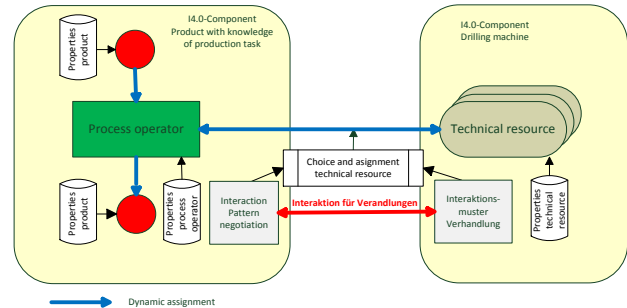 I4.0-Component
Product with knowledge
of production task
I4.0-Component
Drilling machine
Properties
product
Process operator
Technical resource
Choice and asignment
technical resource
Properties
product
Properties
process
operator
Interaction
Pattern
negotiation
Interaktion für Verandlungen
Interaktions-
muster
Verhandlung
Properties
technical
resource
Dynamic assignment